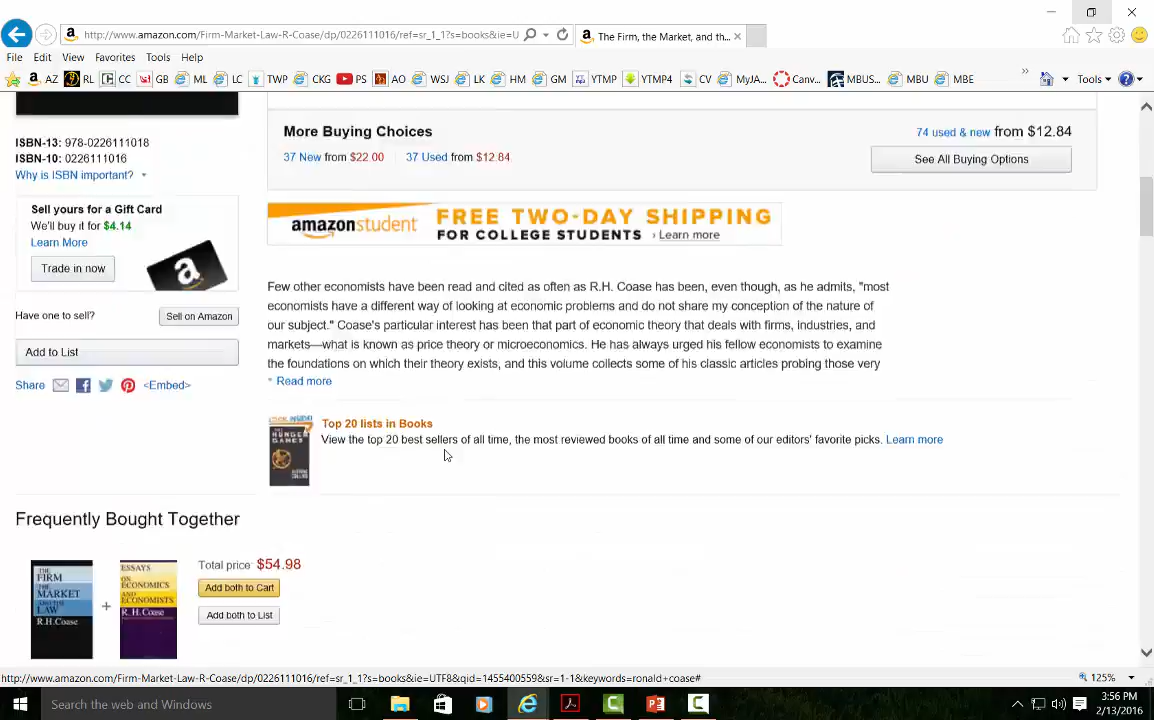 http://www.amazon.com/Firm-Market-Law-R-Coase/dp/0226111016/ref=sr_1_1?s=books&ie=U
The Firm, the Market, and th...
File Edit View Favorites Tools Help
AZ RL CC GB ML LC TWP CKG PS AO WSJ LK HM GM YTMP YTMP4 CV MyJA... Canv... MBUS... MBU MBE Tools
ISBN-13: 978-0226111018
ISBN-10: 0226111016
Why is ISBN important?
More Buying Choices
37 New from $22.00 37 Used from $12.84
74 used & new from $12.84
See All Buying Options
Sell yours for a Gift Card
We'll buy it for $4.14
Learn More
Trade in now
Have one to sell?
Sell on Amazon
Add to List
Share <Embed>
amazonstudent
FREE TWO-DAY SHIPPING
FOR COLLEGE STUDENTS › Learn more
Few other economists have been read and cited as often as R.H. Coase has been, even though, as he admits, "most
economists have a different way of looking at economic problems and do not share my conception of the nature of
our subject." Coase's particular interest has been that part of economic theory that deals with firms, industries, and
markets—what is known as price theory or microeconomics. He has always urged his fellow economists to examine
the foundations on which their theory exists, and this volume collects some of his classic articles probing those very
Read more
THE HUNGER GAMES
Top 20 lists in Books
View the top 20 best sellers of all time, the most reviewed books of all time and some of our editors' favorite picks. Learn more
Frequently Bought Together
THE
FIRM
THE
MARKET
AND THE
LAW
R.H.Coase
+
ESSAYS
ON
ECONOMICS
AND
ECONOMISTS
R.H.Coase
Total price: $54.98
Add both to Cart
Add both to List
http://www.amazon.com/Firm-Market-Law-R-Coase/dp/0226111016/ref=sr_1_1?s=books&ie=UTF8&qid=1455400559&sr=1-1&keywords=ronald+coase#
125%
Search the web and Windows
3:56 PM
2/13/2016